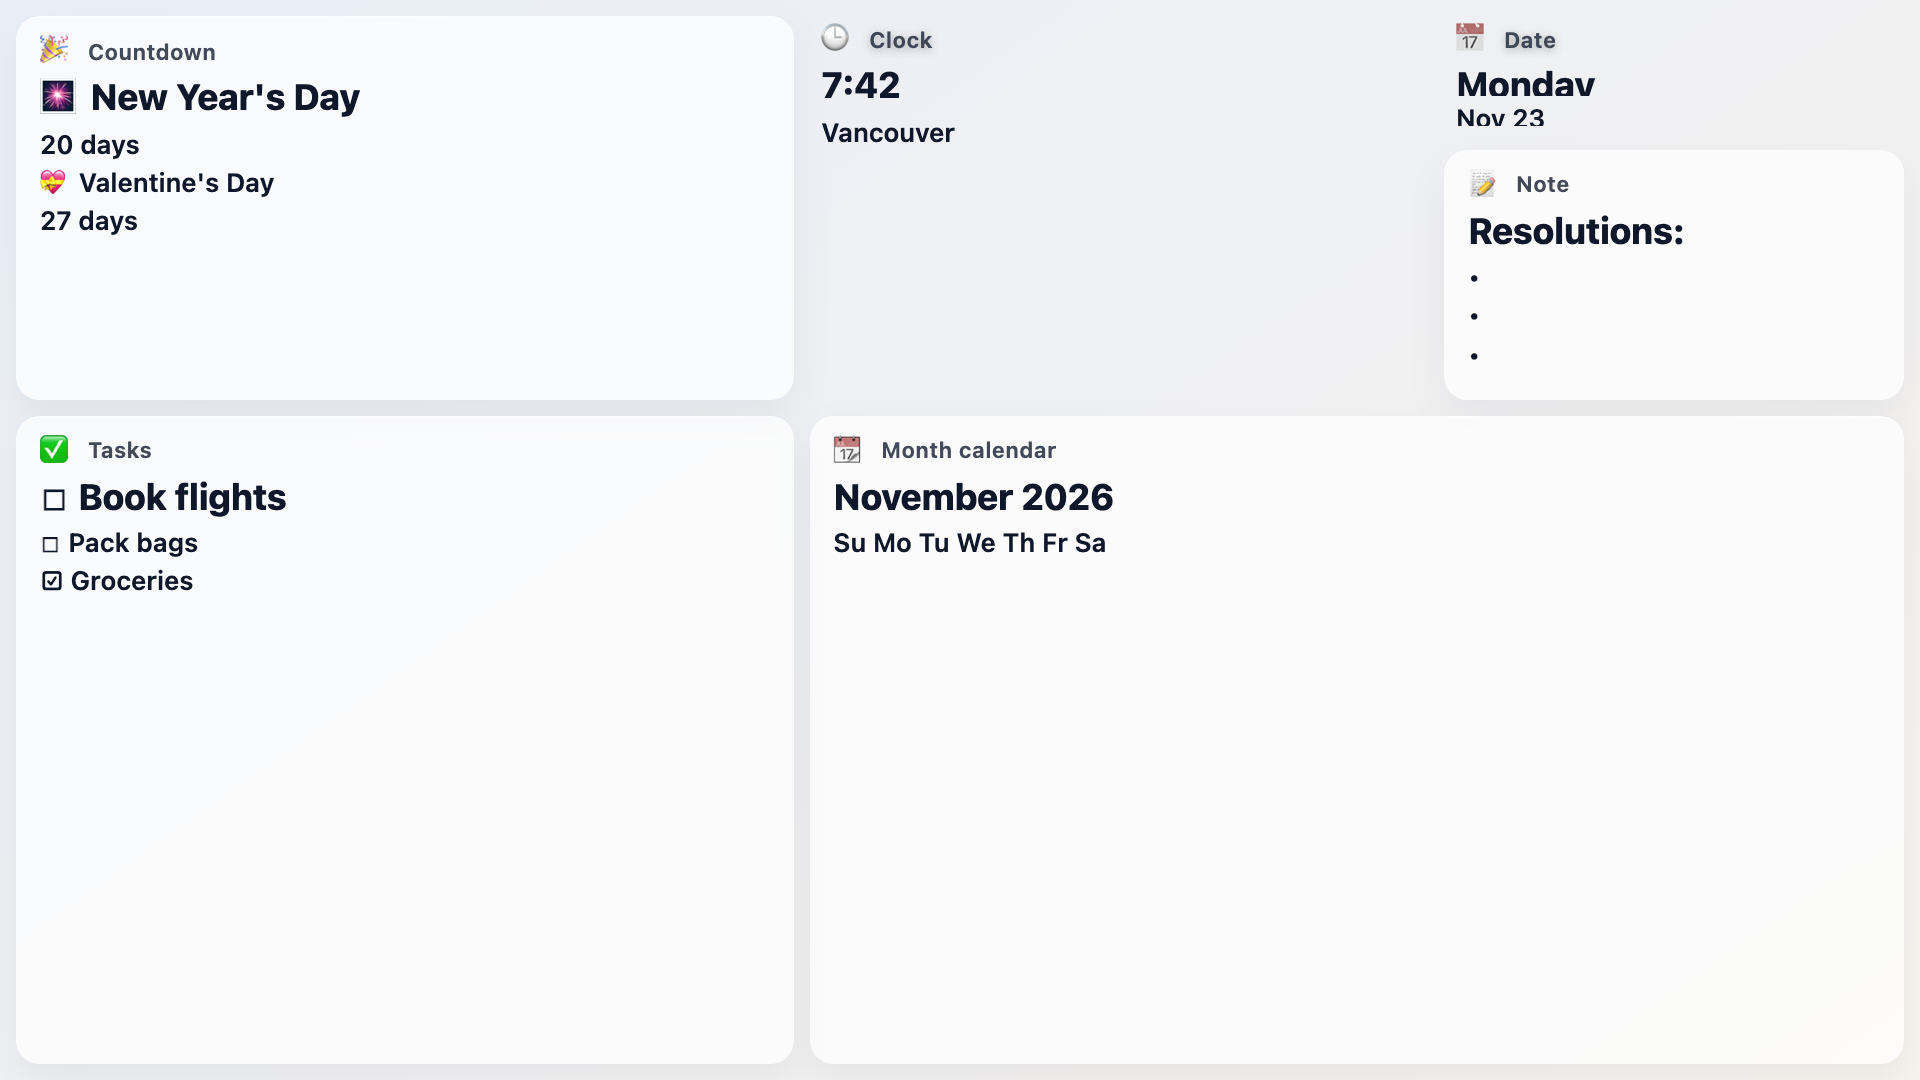 Countdown
New Year's Day
20 days
Valentine's Day
27 days
Clock
7:42
Vancouver
Date
Monday
Nov 23
Note
Resolutions:
•
•
•
Tasks
☐ Book flights
☐ Pack bags
☑ Groceries
Month calendar
November 2026
Su Mo Tu We Th Fr Sa